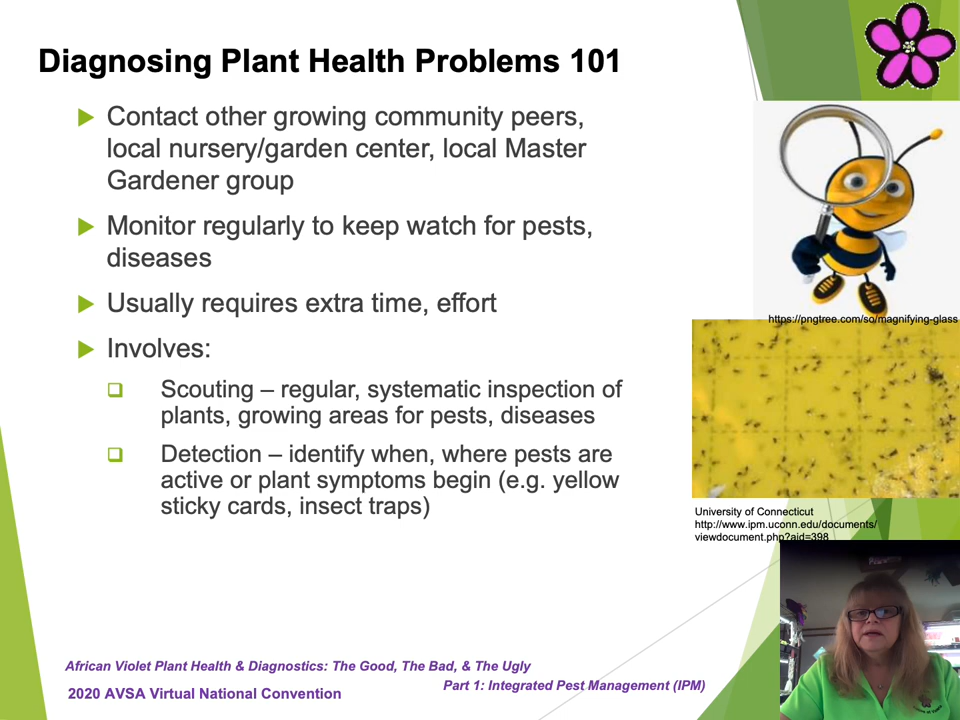 Diagnosing Plant Health Problems 101
Contact other growing community peers,
local nursery/garden center, local Master
Gardener group
Monitor regularly to keep watch for pests,
diseases
Usually requires extra time, effort
Involves:
Scouting – regular, systematic inspection of
plants, growing areas for pests, diseases
Detection – identify when, where pests are
active or plant symptoms begin (e.g. yellow
sticky cards, insect traps)
https://pngtree.com/so/magnifying-glass
University of Connecticut
http://www.ipm.uconn.edu/documents/
viewdocument.php?aid=398
African Violet Plant Health & Diagnostics: The Good, The Bad, & The Ugly
Part 1: Integrated Pest Management (IPM)
2020 AVSA Virtual National Convention